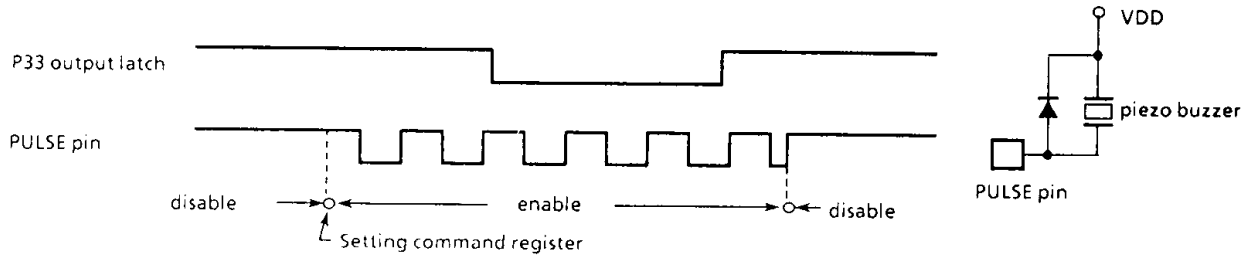 VDD
P33 output latch
piezo buzzer
PULSE pin
PULSE pin
disable
enable
disable
Setting command register